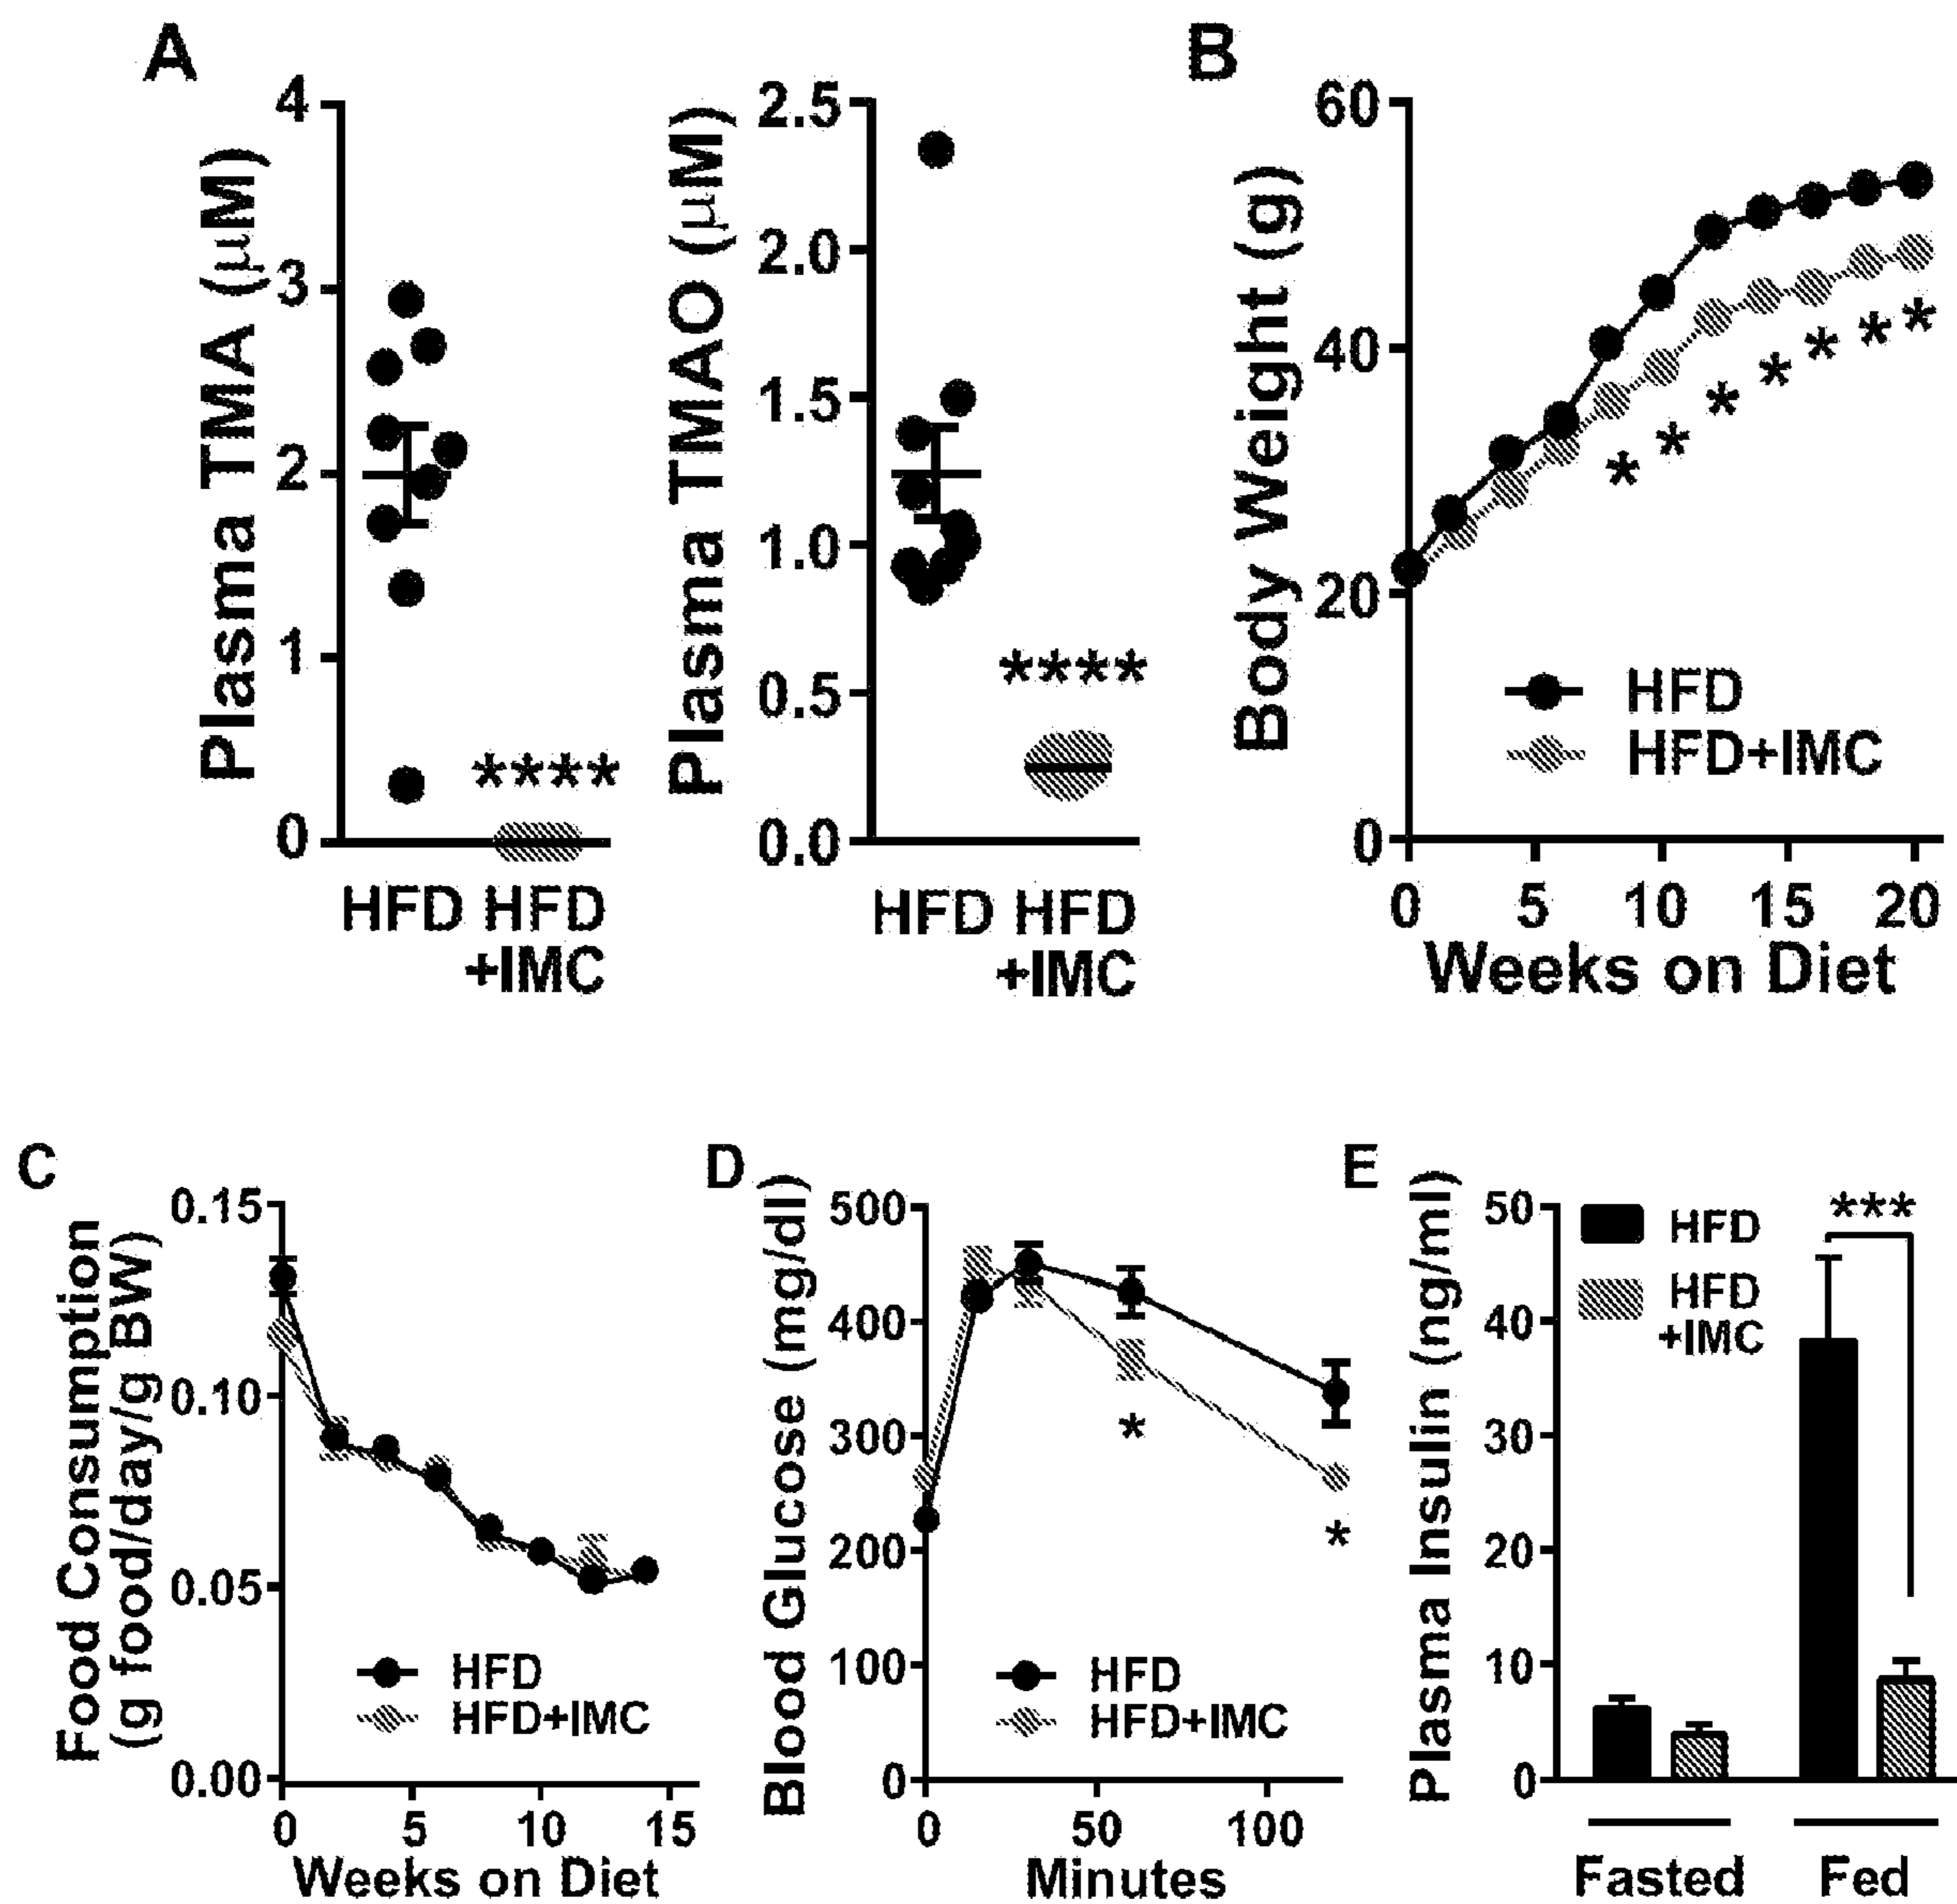 A
Plasma TMA (μM)
4
3
2
1
0
****
HFD HFD
+IMC
Plasma TMAO (μM)
2.5
2.0
1.5
1.0
0.5
0.0
****
HFD HFD
+IMC
B
Body Weight (g)
60
40
20
0
* * * * * * *
HFD
HFD+IMC
0 5 10 15 20
Weeks on Diet
C
Food Consumption
(g food/day/g BW)
0.15
0.10
0.05
0.00
HFD
HFD+IMC
0 5 10 15
Weeks on Diet
D
Blood Glucose (mg/dl)
500
400
300
200
100
0
*
*
HFD
HFD+IMC
0 50 100
Minutes
E
Plasma Insulin (ng/ml)
50
40
30
20
10
0
HFD
HFD
+IMC
***
Fasted Fed